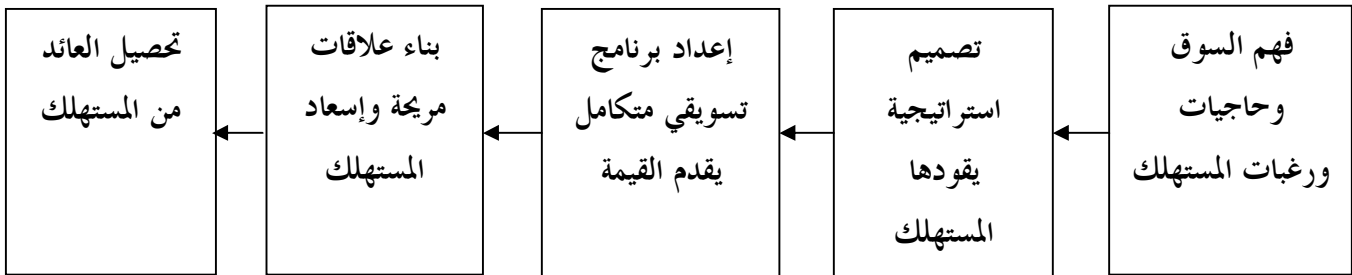 فهم السوق
وحاجيات
ورغبات المستهلك
تصميم
استراتيجية
يقودها
المستهلك
إعداد برنامج
تسويقي متكامل
يقدم القيمة
بناء علاقات
مربحة وإسعاد
المستهلك
تحصيل العائد
من المستهلك